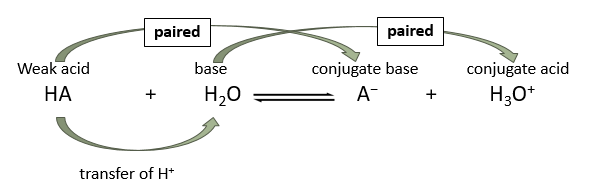 paired paired
Weak acid base conjugate base conjugate acid
HA + H₂O ⇌ A⁻ + H₃O⁺
transfer of H⁺